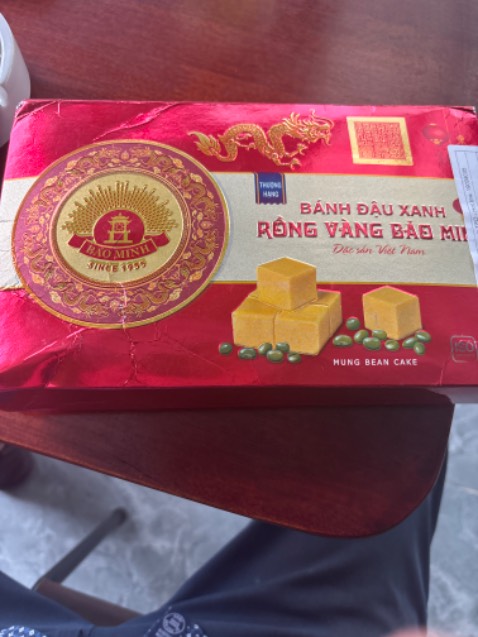 THƯỢNG
HẠNG
BÁNH ĐẬU XANH
RỒNG VÀNG BẢO MIN
Đặc sản Việt Nam
BẢO MINH
SINCE 1955
MUNG BEAN CAKE